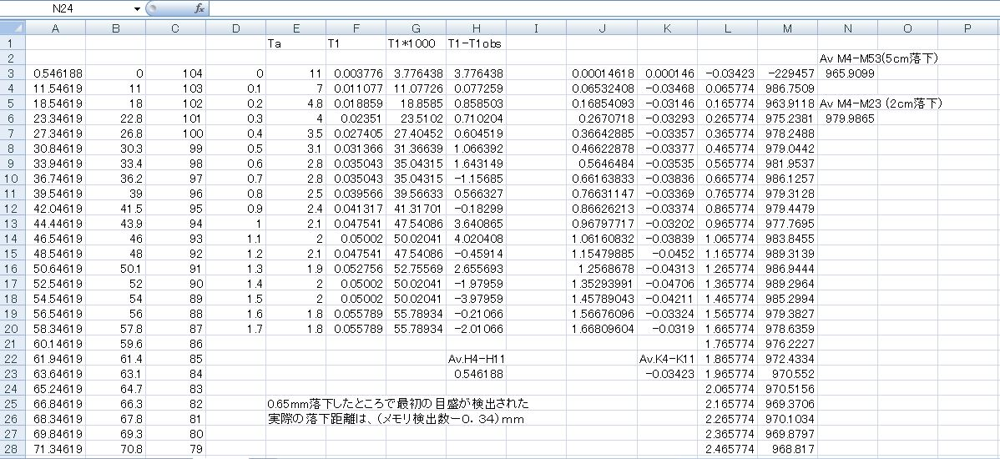 N24 fx
A B C D E F G H I J K L M N O P
1 Ta T1 T1*1000 T1-T1obs
2 Av M4-M53(5cm落下)
3 0.546188 0 104 0 11 0.003776 3.776438 3.776438 0.00014618 0.000146 -0.03423 -229457 965.9099
4 11.54619 11 103 0.1 7 0.011077 11.07726 0.077259 0.06532408 -0.03468 0.065774 986.7509
5 18.54619 18 102 0.2 4.8 0.018859 18.8585 0.858503 0.16854093 -0.03146 0.165774 963.9118 Av M4-M23 (2cm落下)
6 23.34619 22.8 101 0.3 4 0.02351 23.5102 0.710204 0.2670718 -0.03293 0.265774 975.2381 979.9865
7 27.34619 26.8 100 0.4 3.5 0.027405 27.40452 0.604519 0.36642885 -0.03357 0.365774 978.2488
8 30.84619 30.3 99 0.5 3.1 0.031366 31.36639 1.066392 0.46622878 -0.03377 0.465774 979.0442
9 33.94619 33.4 98 0.6 2.8 0.035043 35.04315 1.643149 0.5646484 -0.03535 0.565774 981.9537
10 36.74619 36.2 97 0.7 2.8 0.035043 35.04315 -1.15685 0.66163833 -0.03836 0.665774 986.1257
11 39.54619 39 96 0.8 2.5 0.039566 39.56633 0.566327 0.76631147 -0.03369 0.765774 979.3128
12 42.04619 41.5 95 0.9 2.4 0.041317 41.31701 -0.18299 0.86626213 -0.03374 0.865774 979.4479
13 44.44619 43.9 94 1 2.1 0.047541 47.54086 3.640865 0.96797717 -0.03202 0.965774 977.7695
14 46.54619 46 93 1.1 2 0.05002 50.02041 4.020408 1.06160832 -0.03839 1.065774 983.8455
15 48.54619 48 92 1.2 2.1 0.047541 47.54086 -0.45914 1.15479885 -0.0452 1.165774 989.3139
16 50.64619 50.1 91 1.3 1.9 0.052756 52.75569 2.655693 1.2568678 -0.04313 1.265774 986.9444
17 52.54619 52 90 1.4 2 0.05002 50.02041 -1.97959 1.35293991 -0.04706 1.365774 989.2964
18 54.54619 54 89 1.5 2 0.05002 50.02041 -3.97959 1.45789043 -0.04211 1.465774 985.2994
19 56.54619 56 88 1.6 1.8 0.055789 55.78934 -0.21066 1.56676096 -0.03324 1.565774 979.3827
20 58.34619 57.8 87 1.7 1.8 0.055789 55.78934 -2.01066 1.66809604 -0.0319 1.665774 978.6359
21 60.14619 59.6 86 1.765774 976.2227
22 61.94619 61.4 85 Av.H4-H11 Av.K4-K11 1.865774 972.4334
23 63.64619 63.1 84 0.546188 -0.03423 1.965774 970.552
24 65.24619 64.7 83 2.065774 970.5156
25 66.84619 66.3 82 0.65mm落下したところで最初の目盛が検出された 2.165774 969.3706
26 68.34619 67.8 81 実際の落下距離は、（メモリ検出数ー０．３４）ｍｍ 2.265774 970.1034
27 69.84619 69.3 80 2.365774 969.8797
28 71.34619 70.8 79 2.465774 968.817